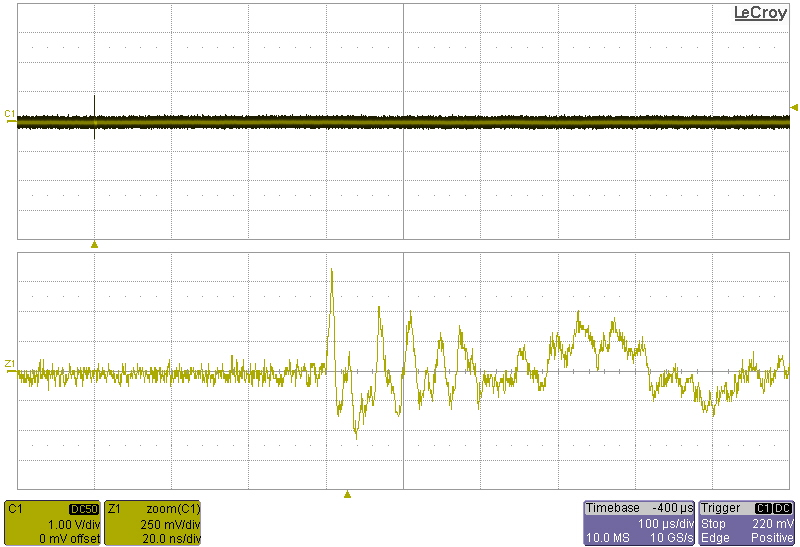 LeCroy
C1
Z1
C1 DC50
1.00 V/div
0 mV offset
Z1 zoom(C1)
250 mV/div
20.0 ns/div
Timebase -400 µs
100 µs/div
10.0 MS 10 GS/s
Trigger C1 DC
Stop 220 mV
Edge Positive